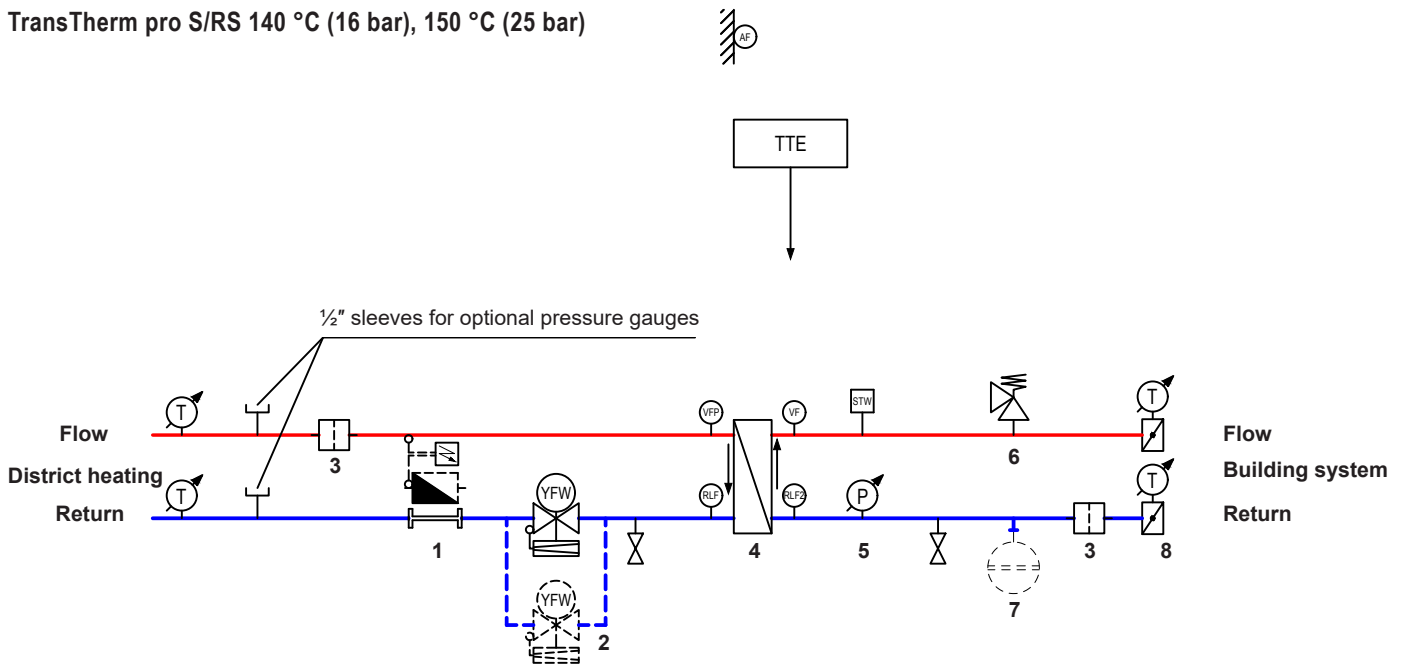 TransTherm pro S/RS 140 °C (16 bar), 150 °C (25 bar)
AF
TTE
½″ sleeves for optional pressure gauges
T
VFP
VF
STW
T
Flow
3
6
Flow
District heating
T
Building system
Return
YFW
RLF
RLF2
P
T
Return
1
4
5
3
8
YFW
7
2